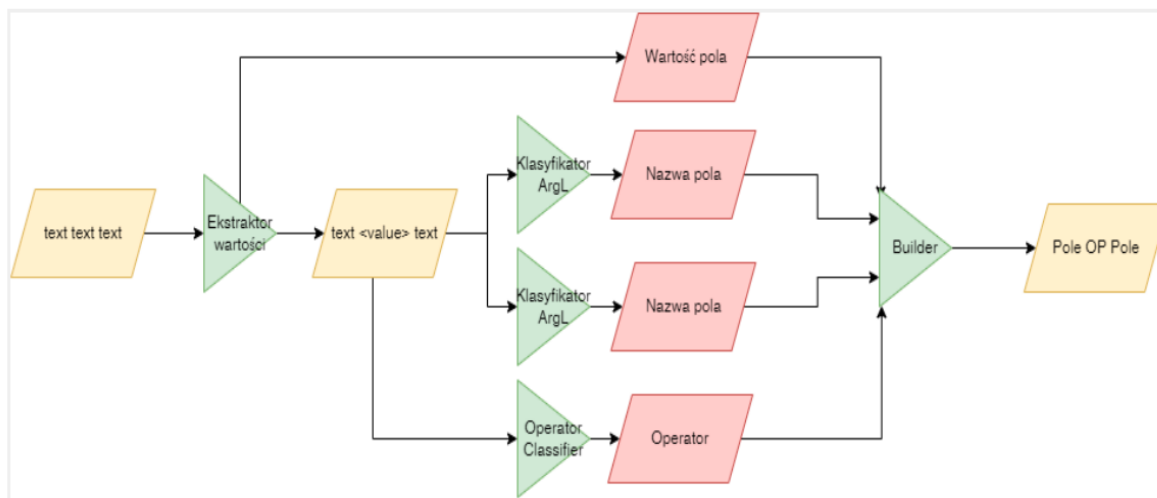 Wartość pola
Klasyfikator
ArgL
Nazwa pola
text text text
Ekstraktor
wartości
text <value> text
Builder
Pole OP Pole
Klasyfikator
ArgL
Nazwa pola
Operator
Classifier
Operator